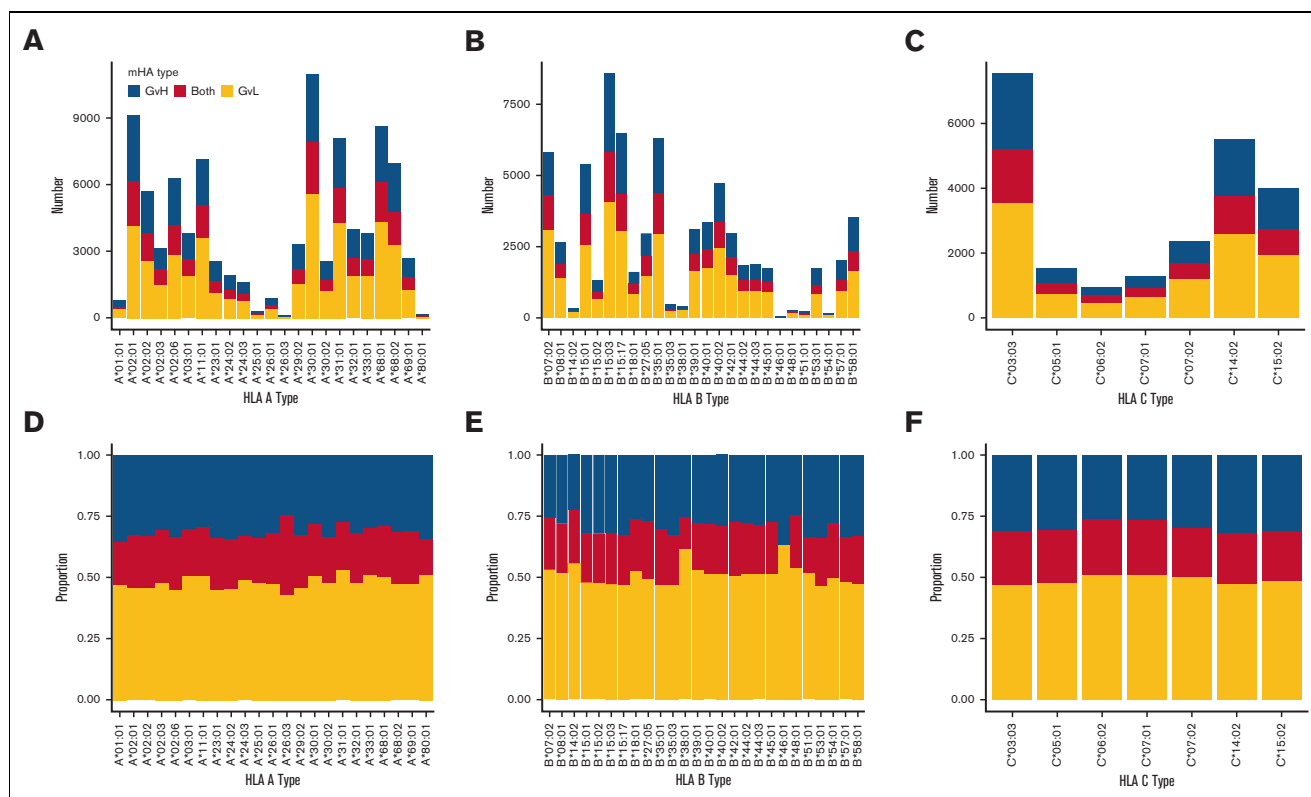 A
mHA type
GvH Both GvL
Number
9000
6000
3000
0
A*01:01
A*02:01
A*02:02
A*02:03
A*02:06
A*03:01
A*11:01
A*23:01
A*24:02
A*24:03
A*25:01
A*26:01
A*26:03
A*29:02
A*30:01
A*30:02
A*31:01
A*32:01
A*33:01
A*68:01
A*68:02
A*69:01
A*80:01
HLA A Type
B
Number
7500
5000
2500
0
B*07:02
B*08:01
B*14:02
B*15:01
B*15:02
B*15:03
B*15:17
B*18:01
B*27:05
B*35:01
B*35:03
B*38:01
B*39:01
B*40:01
B*40:02
B*42:01
B*44:02
B*44:03
B*45:01
B*46:01
B*48:01
B*51:01
B*53:01
B*54:01
B*57:01
B*58:01
HLA B Type
C
Number
6000
4000
2000
0
C*03:03
C*05:01
C*06:02
C*07:01
C*07:02
C*14:02
C*15:02
HLA C Type
D
Proportion
1.00
0.75
0.50
0.25
0.00
A*01:01
A*02:01
A*02:02
A*02:03
A*02:06
A*03:01
A*11:01
A*23:01
A*24:02
A*24:03
A*25:01
A*26:01
A*26:03
A*29:02
A*30:01
A*30:02
A*31:01
A*32:01
A*33:01
A*68:01
A*68:02
A*69:01
A*80:01
HLA A Type
E
Proportion
1.00
0.75
0.50
0.25
0.00
B*07:02
B*08:01
B*14:02
B*15:01
B*15:02
B*15:03
B*15:17
B*18:01
B*27:05
B*35:01
B*35:03
B*38:01
B*39:01
B*40:01
B*40:02
B*42:01
B*44:02
B*44:03
B*45:01
B*46:01
B*48:01
B*51:01
B*53:01
B*54:01
B*57:01
B*58:01
HLA B Type
F
Proportion
1.00
0.75
0.50
0.25
0.00
C*03:03
C*05:01
C*06:02
C*07:01
C*07:02
C*14:02
C*15:02
HLA C Type